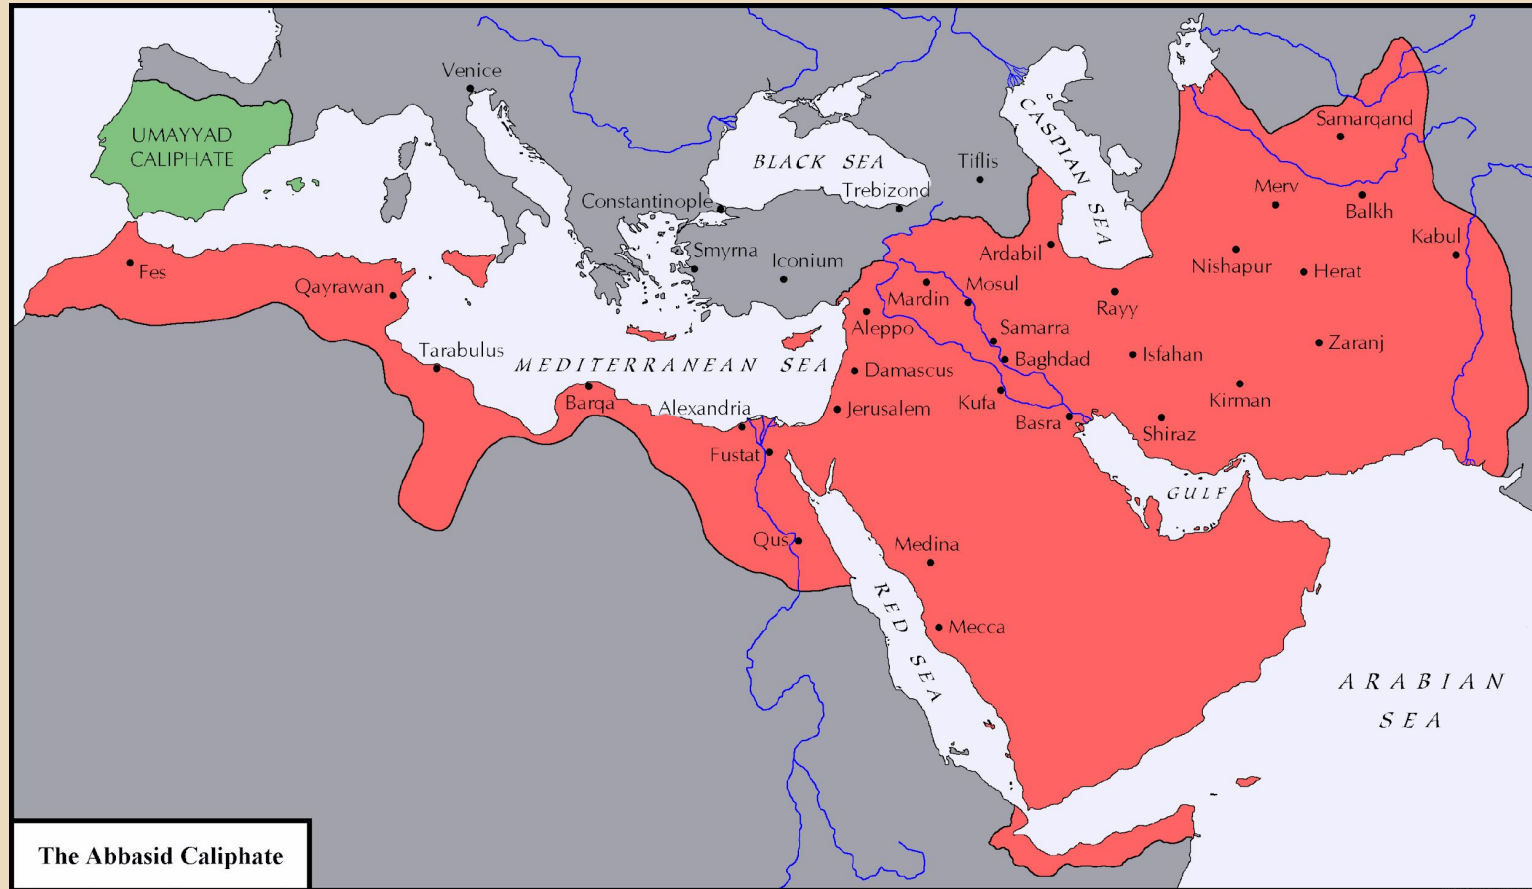 Venice
UMAYYAD
CALIPHATE
BLACK SEA
CASPIAN SEA
Tiflis
Trebizond
Constantinople
Samarqand
Merv
Balkh
Kabul
Smyrna
Iconium
Ardabil
Nishapur
Herat
Fes
Qayrawan
Mardin
Mosul
Rayy
Aleppo
Samarra
Baghdad
Isfahan
Zaranj
Tarabulus
MEDITERRANEAN SEA
Damascus
Barqa
Alexandria
Jerusalem
Kufa
Basra
Kirman
Shiraz
Fustat
GULF
Qus
Medina
RED SEA
Mecca
ARABIAN
SEA
The Abbasid Caliphate